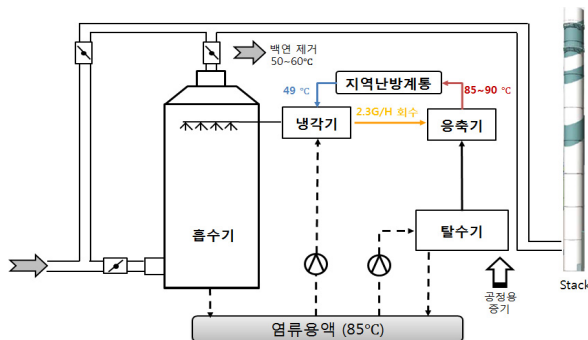 백연 제거
50~60℃
49 ℃
지역난방계통
85~90 ℃
냉각기
2.3G/H 회수
응축기
흡수기
탈수기
공정용
증기
Stack
염류용액 (85℃)